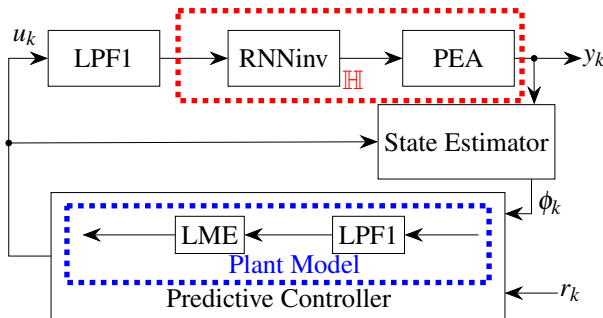 u_k
LPF1
RNNinv
PEA
y_k
ℍ
State Estimator
ϕ_k
LME
LPF1
Plant Model
Predictive Controller
r_k